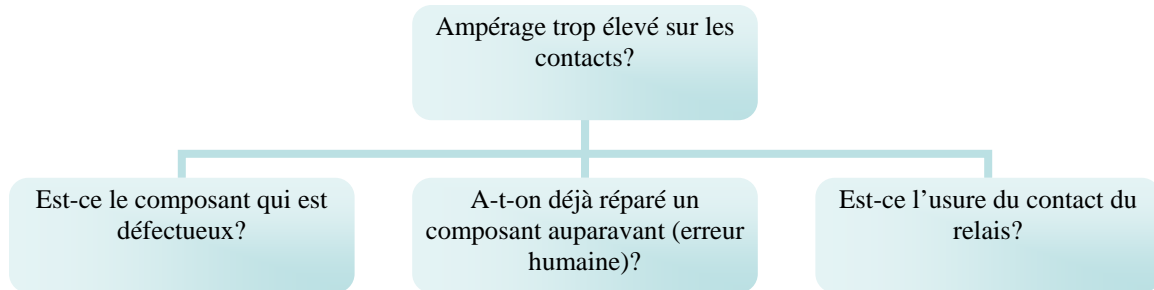 Ampérage trop élevé sur les
contacts?
Est-ce le composant qui est
défectueux?
A-t-on déjà réparé un
composant auparavant (erreur
humaine)?
Est-ce l’usure du contact du
relais?